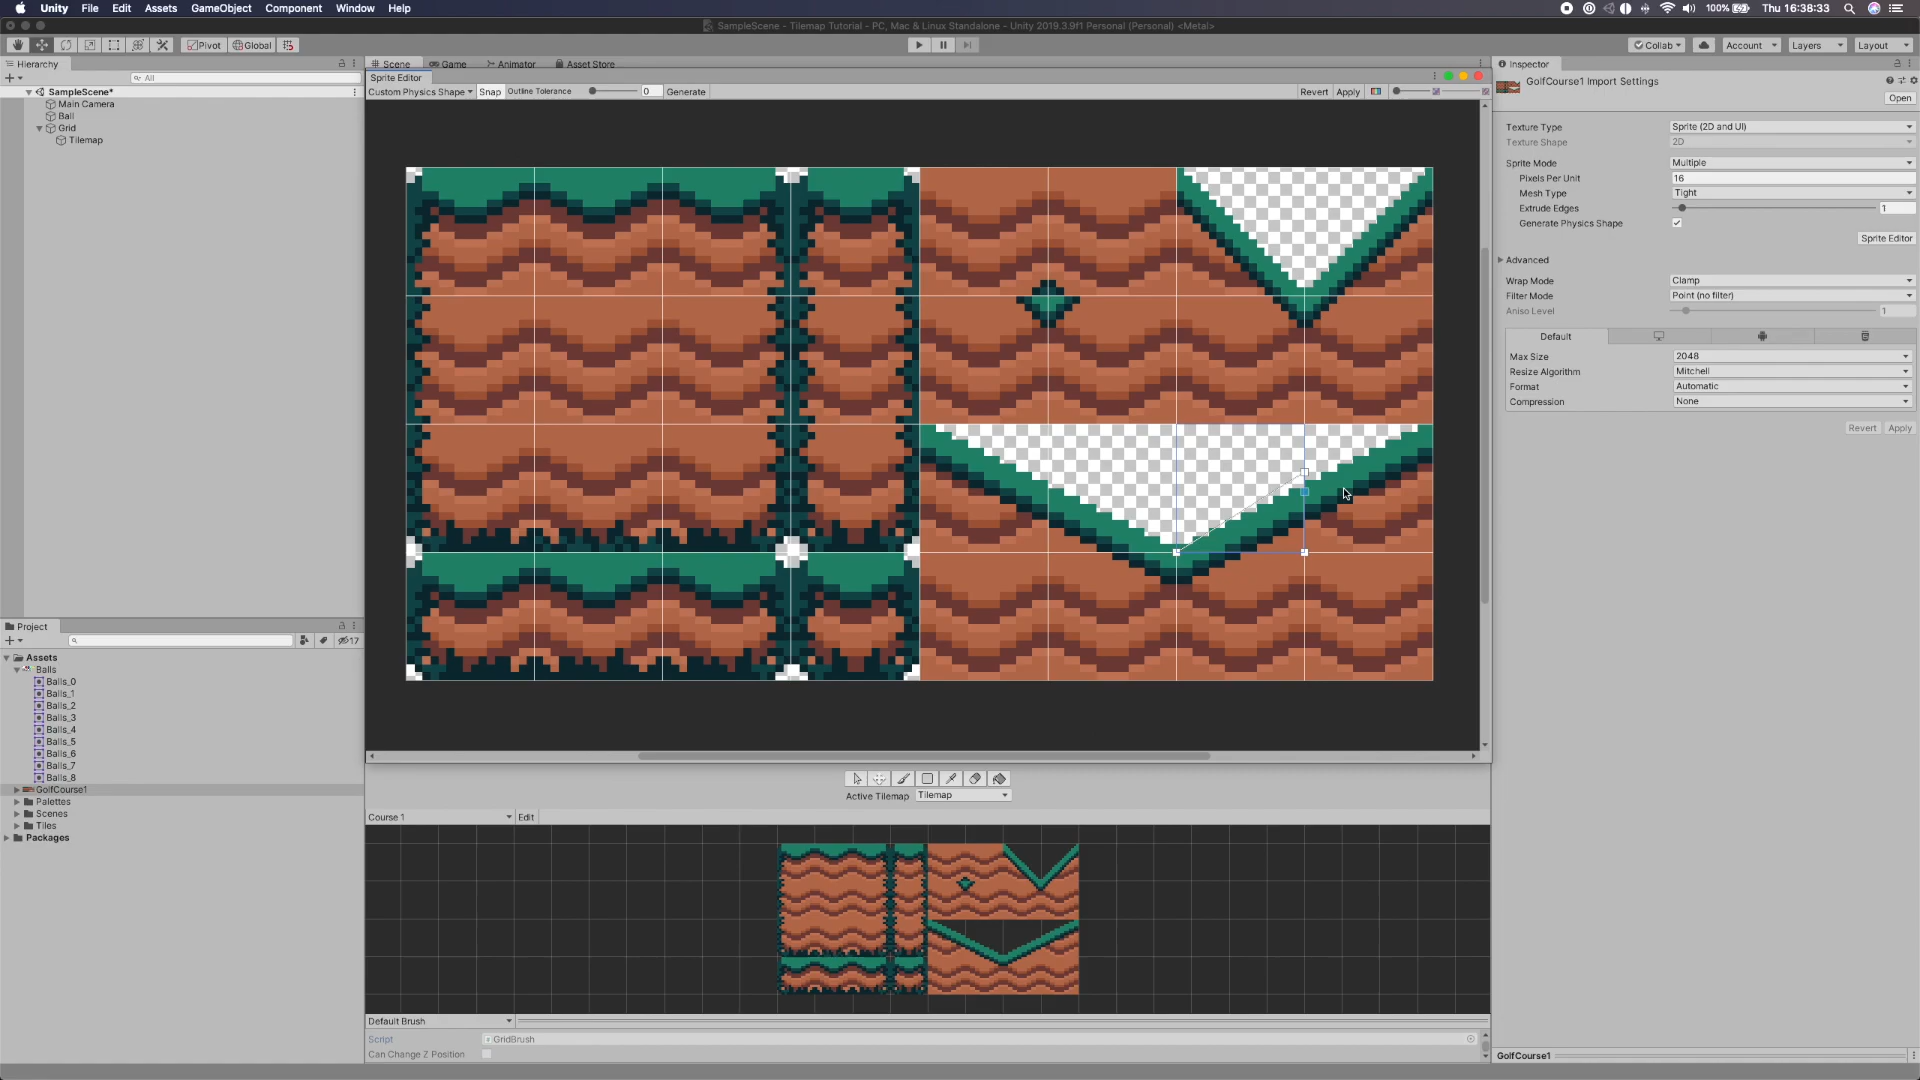 Unity File Edit Assets GameObject Component Window Help 100% Thu 16:38:33
SampleScene - Tilemap Tutorial - PC, Mac & Linux Standalone - Unity 2019.3.9f1 Personal (Personal) <Metal>
Pivot Global Collab Account Layers Layout
Hierarchy
All
SampleScene*
Main Camera
Ball
Grid
Tilemap
Scene Game Animator Asset Store
Sprite Editor
Custom Physics Shape Snap Outline Tolerance 0 Generate Revert Apply
Inspector
GolfCourse1 Import Settings
Open
Texture Type Sprite (2D and UI)
Texture Shape 2D
Sprite Mode Multiple
Pixels Per Unit 16
Mesh Type Tight
Extrude Edges 1
Generate Physics Shape
Sprite Editor
Advanced
Wrap Mode Clamp
Filter Mode Point (no filter)
Aniso Level 1
Default
Max Size 2048
Resize Algorithm Mitchell
Format Automatic
Compression None
Revert Apply
Project
17
Assets
Balls
Balls_0
Balls_1
Balls_2
Balls_3
Balls_4
Balls_5
Balls_6
Balls_7
Balls_8
GolfCourse1
Palettes
Scenes
Tiles
Packages
Active Tilemap Tilemap
Course 1 Edit
Default Brush
Script GridBrush
Can Change Z Position
GolfCourse1